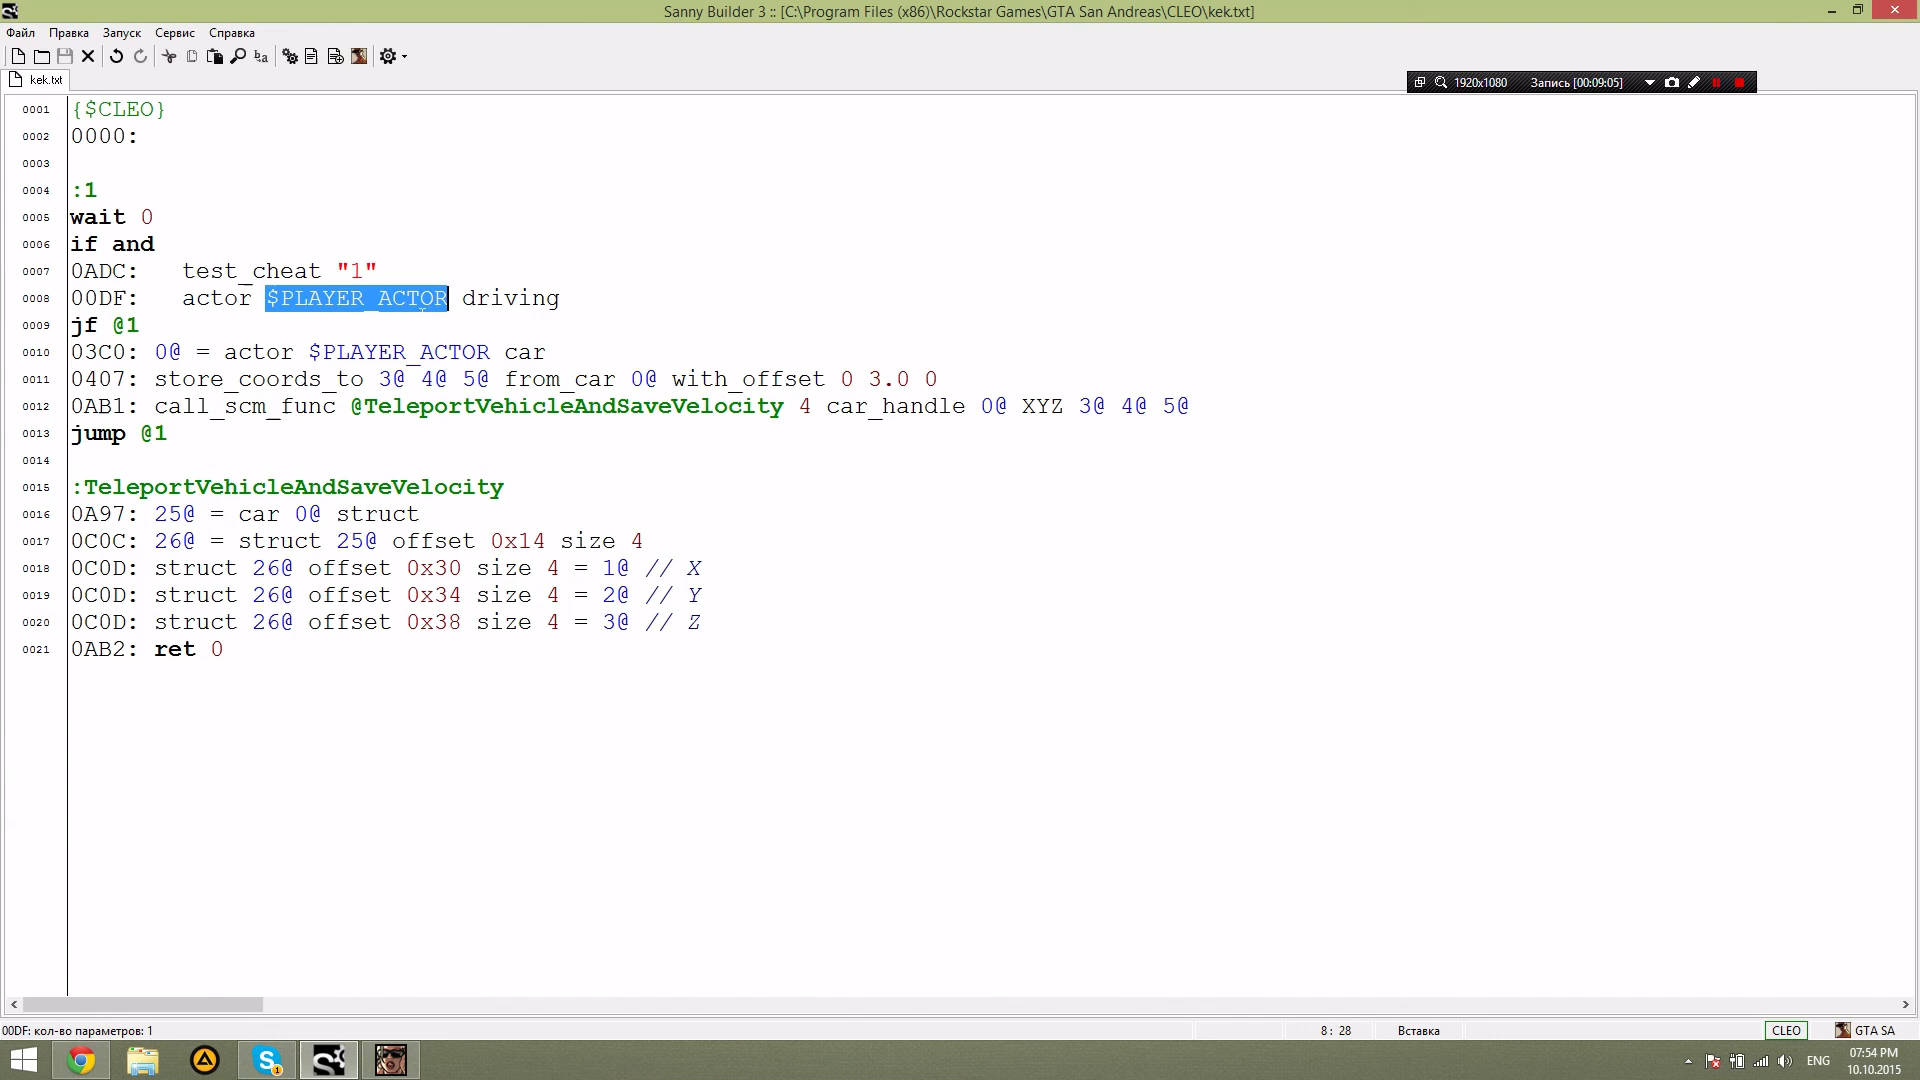 Sanny Builder 3 :: [C:\Program Files (x86)\Rockstar Games\GTA San Andreas\CLEO\kek.txt]
Файл Правка Запуск Сервис Справка
kek.txt
1920x1080 Запись [00:09:05]
0001 {$CLEO}
0002 0000:
0003
0004 :1
0005 wait 0
0006 if and
0007 0ADC: test_cheat "1"
0008 00DF: actor $PLAYER_ACTOR driving
0009 jf @1
0010 03C0: 0@ = actor $PLAYER_ACTOR car
0011 0407: store_coords_to 3@ 4@ 5@ from_car 0@ with_offset 0 3.0 0
0012 0AB1: call_scm_func @TeleportVehicleAndSaveVelocity 4 car_handle 0@ XYZ 3@ 4@ 5@
0013 jump @1
0014
0015 :TeleportVehicleAndSaveVelocity
0016 0A97: 25@ = car 0@ struct
0017 0C0C: 26@ = struct 25@ offset 0x14 size 4
0018 0C0D: struct 26@ offset 0x30 size 4 = 1@ // X
0019 0C0D: struct 26@ offset 0x34 size 4 = 2@ // Y
0020 0C0D: struct 26@ offset 0x38 size 4 = 3@ // Z
0021 0AB2: ret 0
00DF: кол-во параметров: 1 8: 28 Вставка CLEO GTA SA
ENG 07:54 PM
10.10.2015